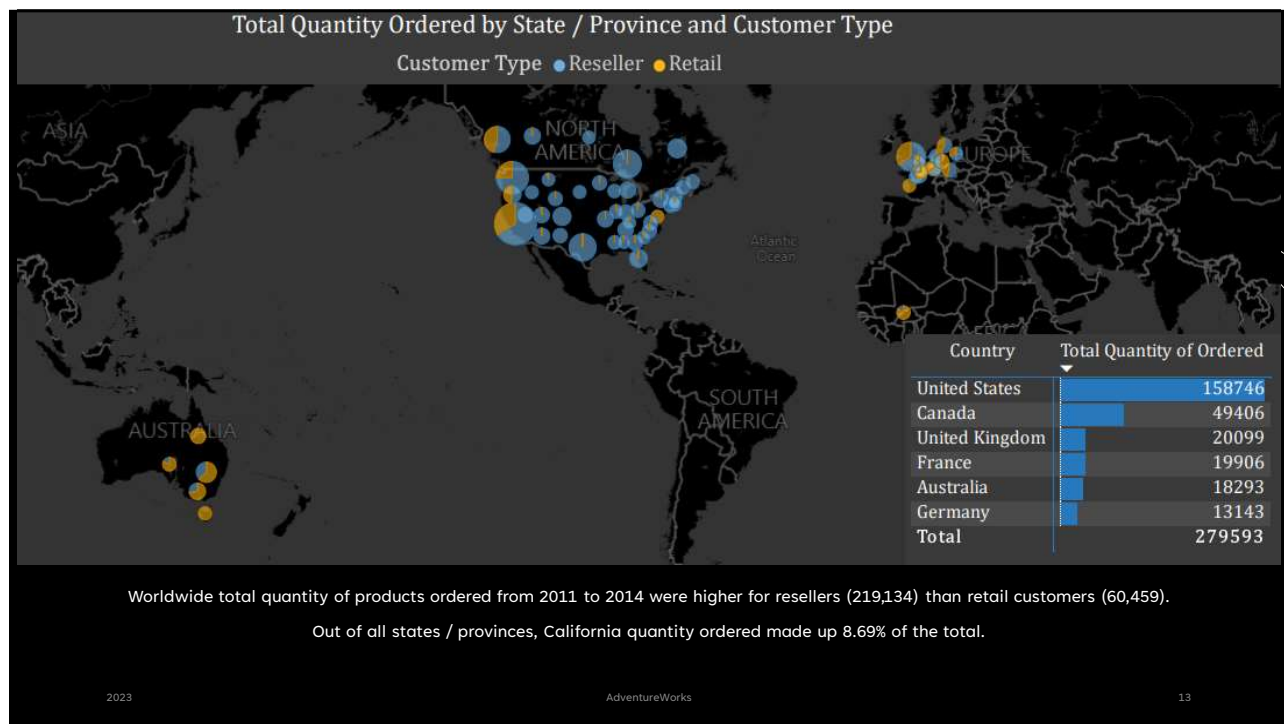 Total Quantity Ordered by State / Province and Customer Type
Customer Type Reseller Retail
ASIA
NORTH
AMERICA
EUROPE
Atlantic
Ocean
SOUTH
AMERICA
AUSTRALIA
Country Total Quantity of Ordered
United States 158746
Canada 49406
United Kingdom 20099
France 19906
Australia 18293
Germany 13143
Total 279593
Worldwide total quantity of products ordered from 2011 to 2014 were higher for resellers (219,134) than retail customers (60,459).
Out of all states / provinces, California quantity ordered made up 8.69% of the total.
2023 AdventureWorks 13